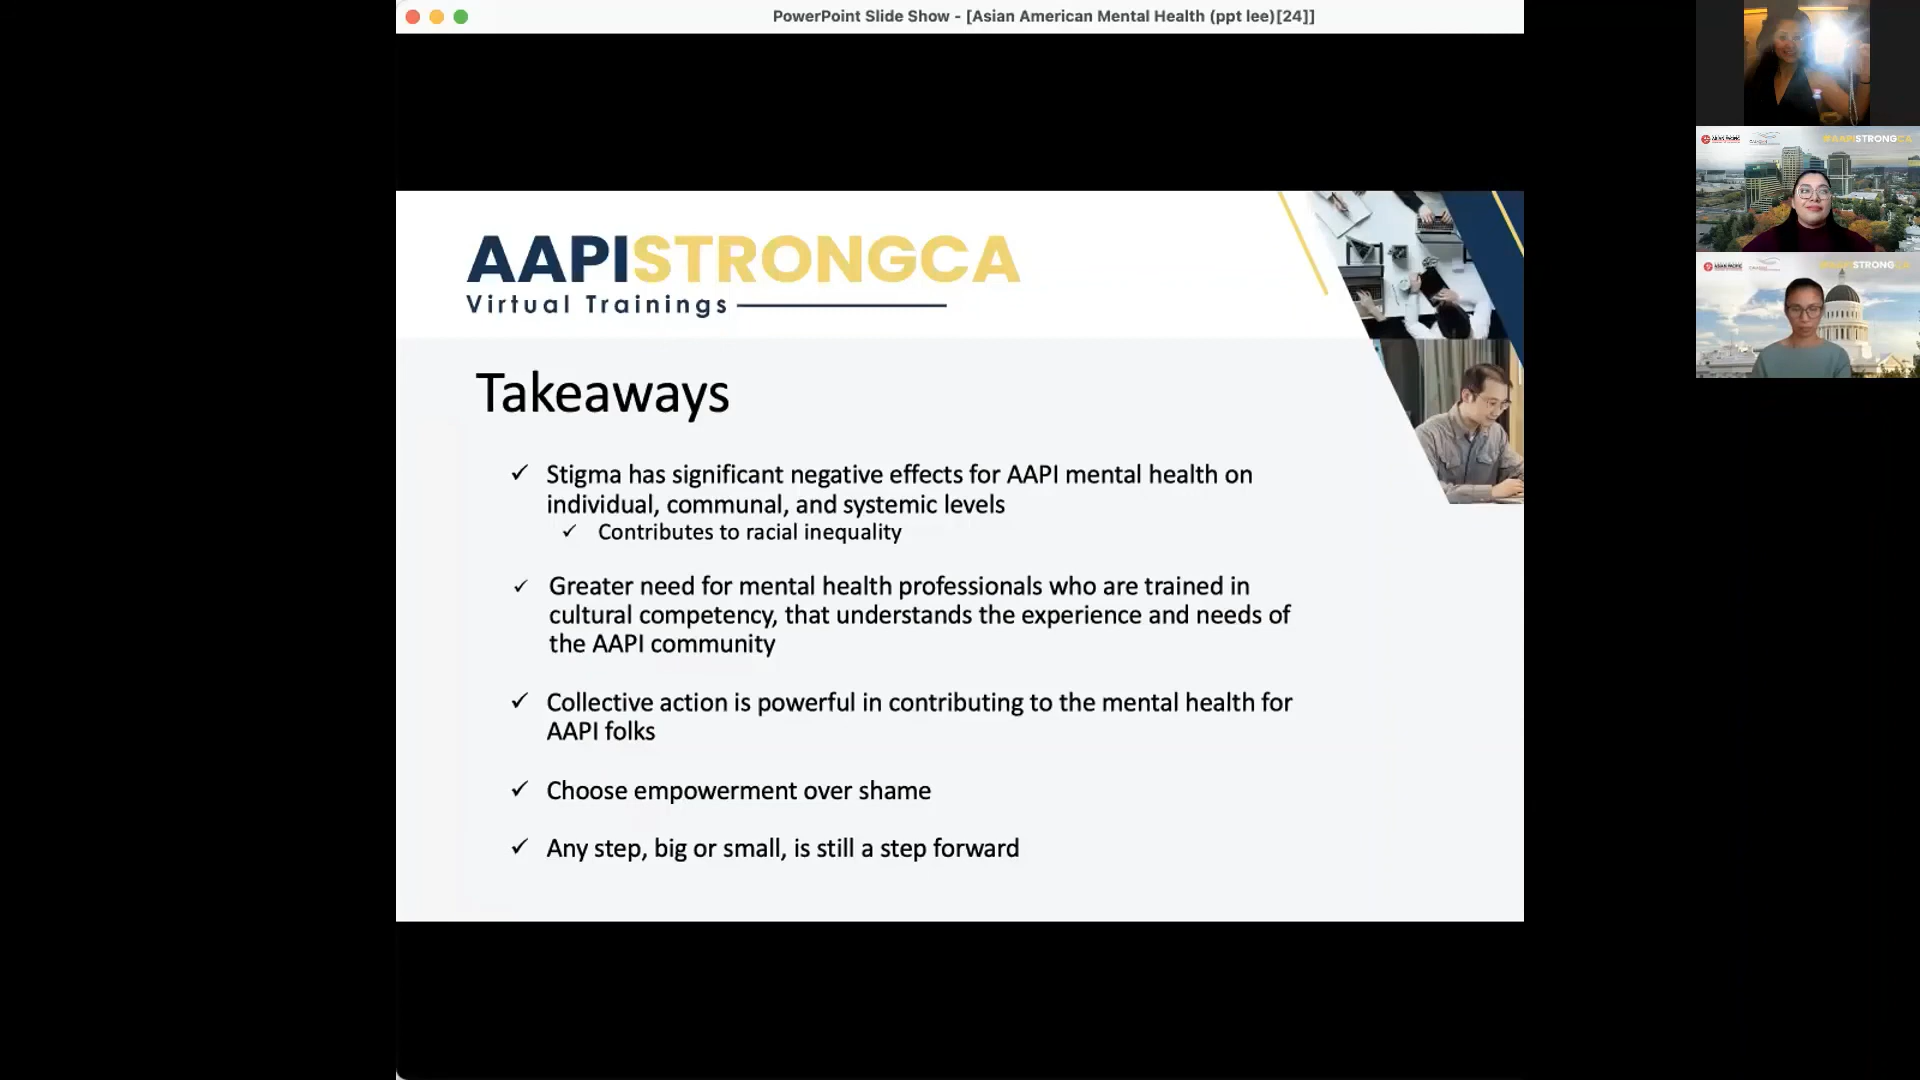 PowerPoint Slide Show - [Asian American Mental Health (ppt lee)[24]]
AAPISTRONGCA
Virtual Trainings
Takeaways
✓ Stigma has significant negative effects for AAPI mental health on
individual, communal, and systemic levels
✓ Contributes to racial inequality
✓ Greater need for mental health professionals who are trained in
cultural competency, that understands the experience and needs of
the AAPI community
✓ Collective action is powerful in contributing to the mental health for
AAPI folks
✓ Choose empowerment over shame
✓ Any step, big or small, is still a step forward
#AAPISTRONGCA